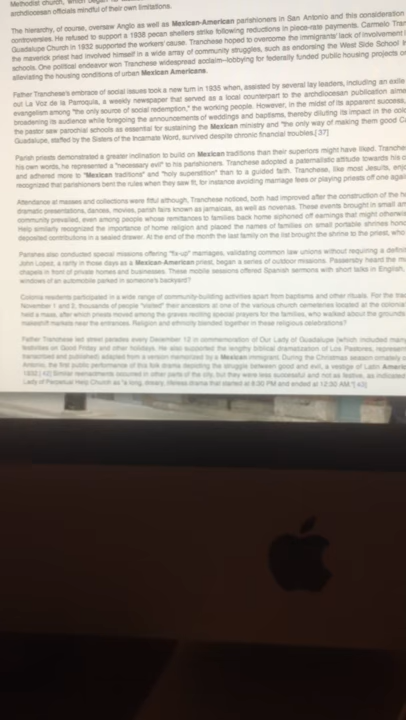 Methodist church, which began
archdiocesan officials mindful of their own limitations.
The hierarchy, of course, oversaw Anglo as well as Mexican-American parishioners in San Antonio and this consideration
controversies. He refused to support a 1938 pecan shellers strike following reductions in piece-rate payments. Carmelo Tran
Guadalupe Church in 1932 supported the workers' cause. Tranchese hoped to overcome the immigrants' lack of involvement i
the maverick priest had involved himself in a wide array of community struggles, such as endorsing the West Side School I
schools. One political endeavor won Tranchese widespread acclaim—lobbying for federally funded public housing projects or
alleviating the housing conditions of urban Mexican Americans.
Father Tranchese's embrace of social issues took a new turn in 1935 when, assisted by several lay leaders, including an exile
out La Voz de la Parroquia, a weekly newspaper that served as a local counterpart to the archdiocesan publication aime
evangelism among "the only source of social redemption," the working people. However, in the midst of its apparent success,
broadening its audience while foregoing the announcements of weddings and baptisms, thereby diluting its impact in the col
the pastor saw parochial schools as essential for sustaining the Mexican ministry and "the only way of making them good C
Guadalupe, staffed by the Sisters of the Incarnate Word, survived despite chronic financial troubles.[37]
Parish priests demonstrated a greater inclination to build on Mexican traditions than their superiors might have liked. Tranches
his own words, he represented a "necessary evil" to his parishioners. Tranchese adopted a paternalistic attitude towards his c
and adhered more to "Mexican traditions" and "holy superstition" than to a guided faith. Tranchese, like most Jesuits, enjo
recognized that parishioners bent the rules when they saw fit, for instance avoiding marriage fees or playing priests off one agai
Attendance at masses and collections were fitful although, Tranchese noticed, both had improved after the construction of the
dramatic presentations, dances, movies, parish fairs known as jamaicas, as well as novenas. These events brought in small am
community prevailed, even among people whose remittances to families back home siphoned off earnings that might otherwis
Help similarly recognized the importance of home religion and placed the names of families on small portable shrines hono
deposited contributions in a sealed drawer. At the end of the month the last family on the list brought the shrine to the priest, who
Parishes also conducted special missions offering "fix-up" marriages, validating common law unions without requiring a defini
John Lopez, a rarity in those days as a Mexican-American priest, began a series of outdoor missions. Passersby heard the
chapels in front of private homes and businesses. These mobile sessions offered Spanish sermons with short talks in English,
windows of an automobile parked in someone's backyard?
Colonia residents participated in a wide range of community-building activities apart from baptisms and other rituals. For the
November 1 and 2, thousands of people "visited" their ancestors at one of the various church cemeteries located at the colonial
held a mass, after which priests moved among the graves reciting special prayers for the families, who walked about the grounds
makeshift markets near the entrances. Religion and ethnicity blended together in these religious celebrations?
Father Tranchese led street parades every December 12 in commemoration of Our Lady of Guadalupe (which included many
festivities on Good Friday and other holidays. He also supported the lengthy biblical dramatization of Los Pastores,
transcribed and published) adapted from a version memorized by a Mexican immigrant. During the Christmas season
Antonio, the first public performance of this folk drama depicting the struggle between good and evil, a vestige of Latin Americ
occurred in other parts of the city, but they were less successful and not as festive, as indicated
Lady of Perpetual Help Church as "a long, dreary, lifeless drama that started at 8:30 PM and ended at 12:30 AM."